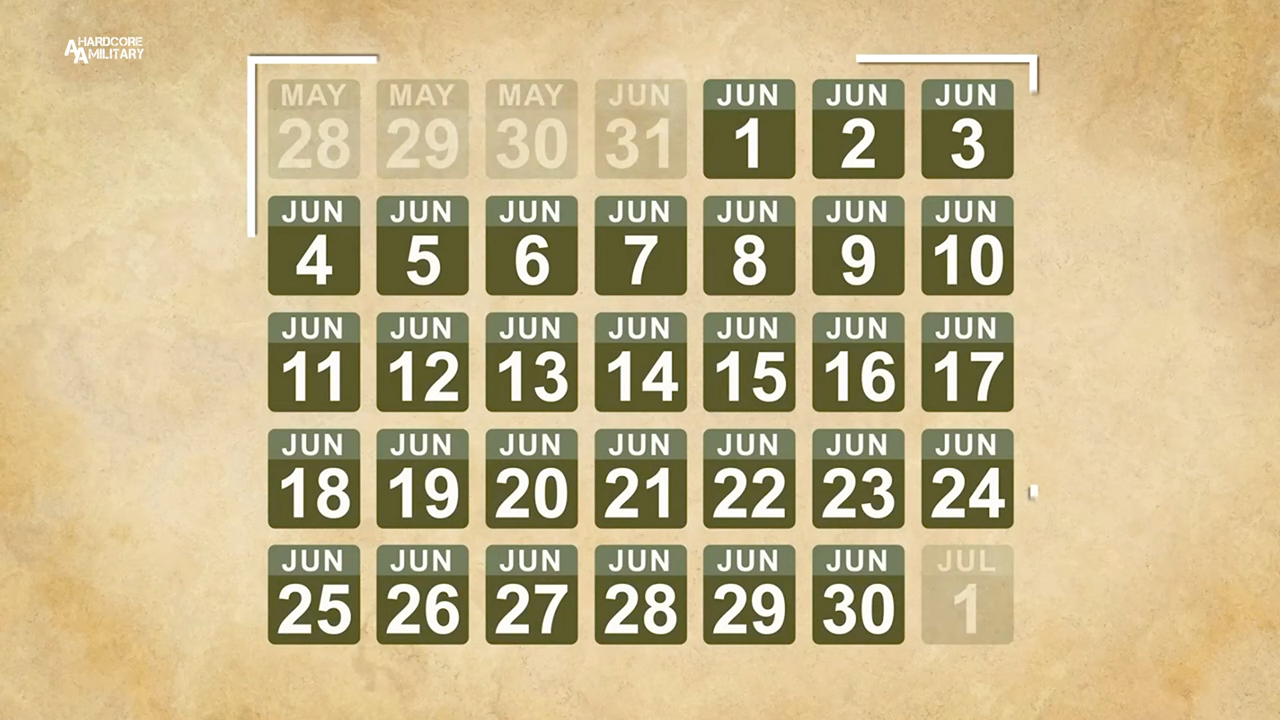 HARDCORE
AA MILITARY
MAY MAY MAY JUN JUN JUN JUN
28 29 30 31 1 2 3
JUN JUN JUN JUN JUN JUN JUN
4 5 6 7 8 9 10
JUN JUN JUN JUN JUN JUN JUN
11 12 13 14 15 16 17
JUN JUN JUN JUN JUN JUN JUN
18 19 20 21 22 23 24
JUN JUN JUN JUN JUN JUN JUL
25 26 27 28 29 30 1